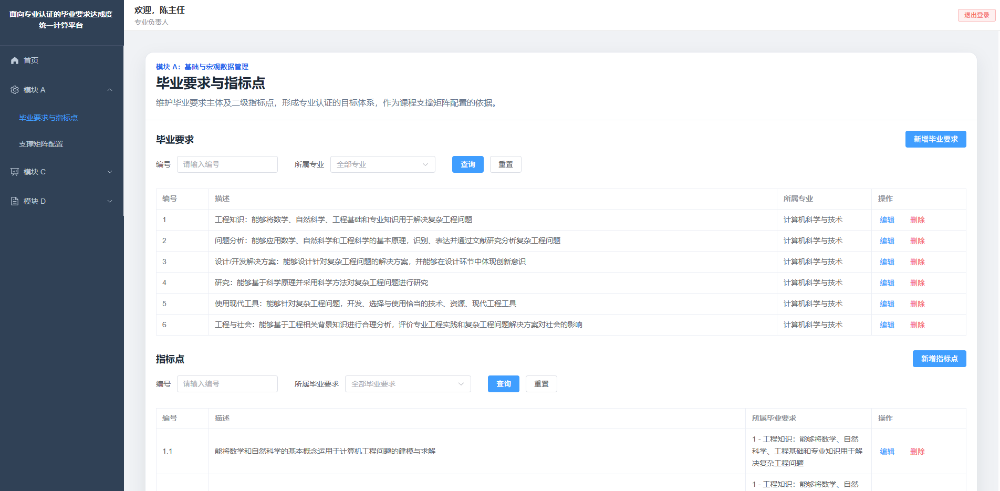 面向专业认证的毕业要求达成度
统一计算平台
首页
模块 A
毕业要求与指标点
支撑矩阵配置
模块 C
模块 D
欢迎，陈主任
专业负责人
退出登录
模块 A：基础与宏观数据管理
毕业要求与指标点
维护毕业要求主体及二级指标点，形成专业认证的目标体系，作为课程支撑矩阵配置的依据。
毕业要求
新增毕业要求
编号 请输入编号 所属专业 全部专业 查询 重置
编号 描述 所属专业 操作
1 工程知识：能够将数学、自然科学、工程基础和专业知识用于解决复杂工程问题 计算机科学与技术 编辑 删除
2 问题分析：能够应用数学、自然科学和工程科学的基本原理，识别、表达并通过文献研究分析复杂工程问题 计算机科学与技术 编辑 删除
3 设计/开发解决方案：能够设计针对复杂工程问题的解决方案，并能够在设计环节中体现创新意识 计算机科学与技术 编辑 删除
4 研究：能够基于科学原理并采用科学方法对复杂工程问题进行研究 计算机科学与技术 编辑 删除
5 使用现代工具：能够针对复杂工程问题，开发、选择与使用恰当的技术、资源、现代工程工具 计算机科学与技术 编辑 删除
6 工程与社会：能够基于工程相关背景知识进行合理分析，评价专业工程实践和复杂工程问题解决方案对社会的影响 计算机科学与技术 编辑 删除
指标点
新增指标点
编号 请输入编号 所属毕业要求 全部毕业要求 查询 重置
编号 描述 所属毕业要求 操作
1.1 能将数学和自然科学的基本概念运用于计算机工程问题的建模与求解
1 - 工程知识：能够将数学、自然
科学、工程基础和专业知识用于解
决复杂工程问题
编辑 删除
1 - 工程知识：能够将数学、自然